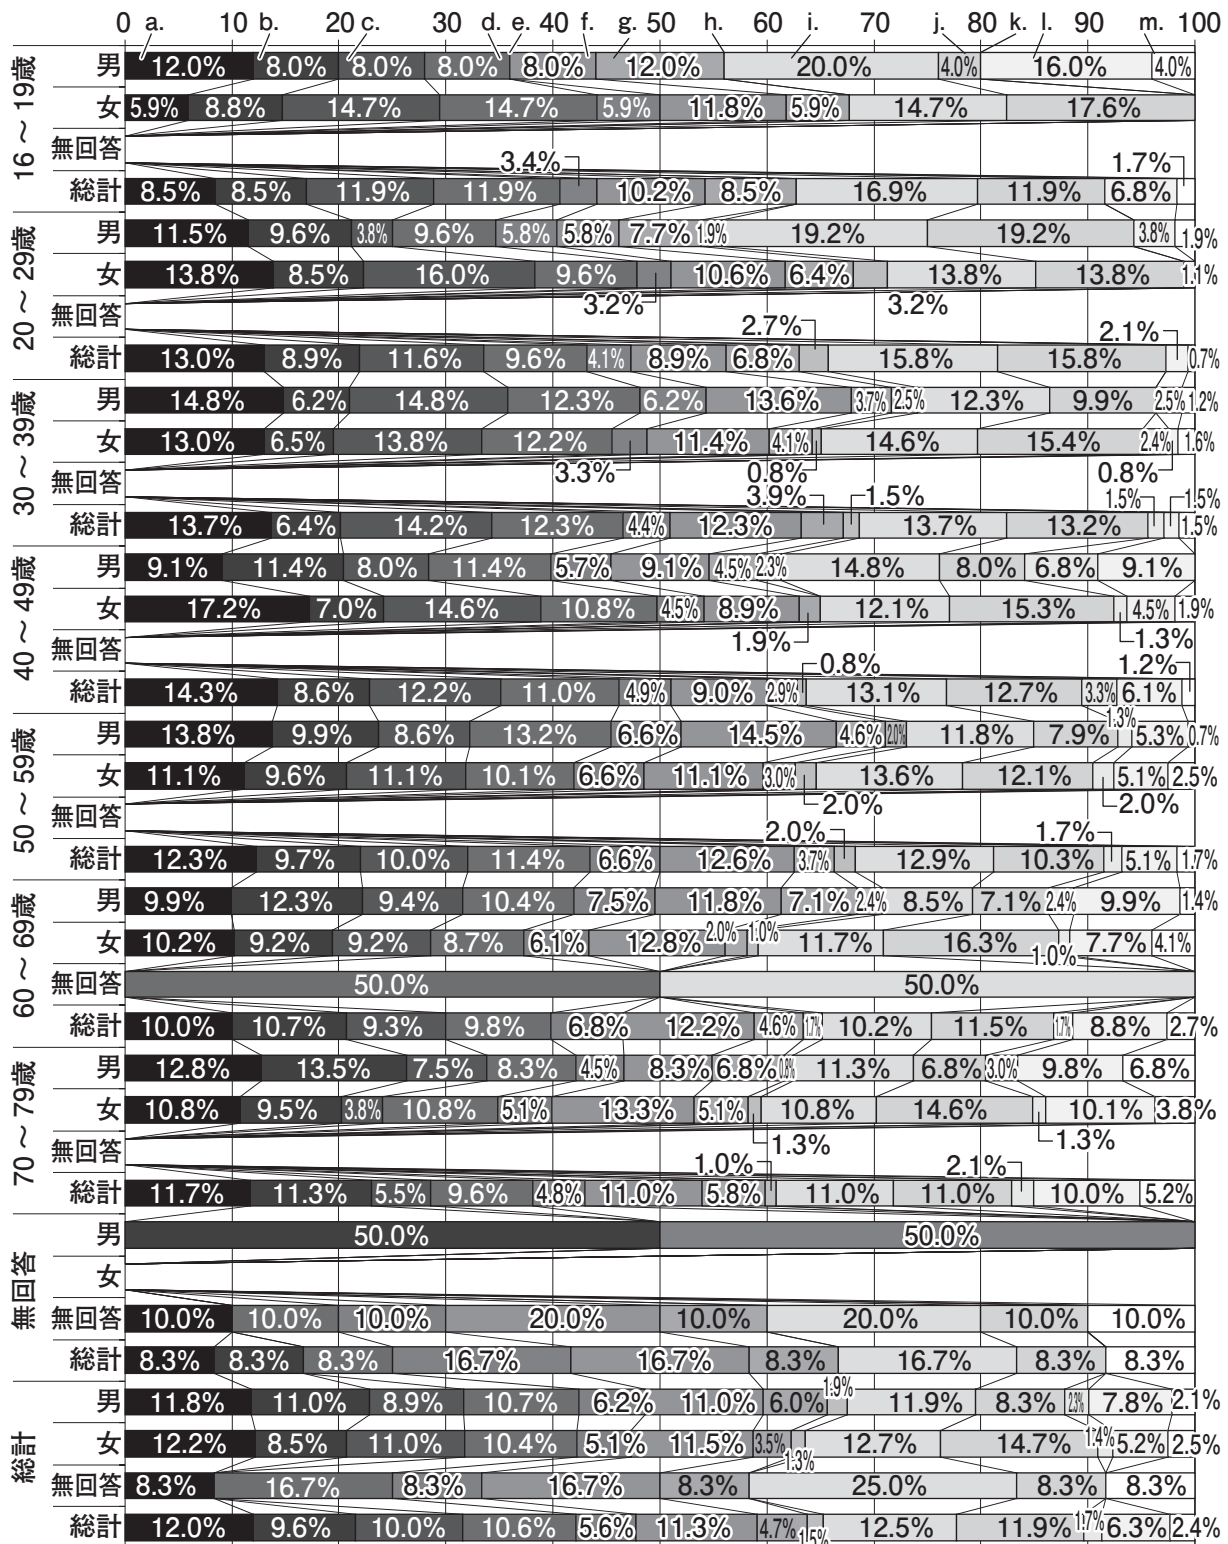 0 10 20 30 40 50 60 70 80 90 100
a. b. c. d. e. f. g. h. i. j. k. l. m.
16～19歳
男 12.0% 8.0% 8.0% 8.0% 8.0% 12.0% 20.0% 4.0% 16.0% 4.0%
女 5.9% 8.8% 14.7% 14.7% 5.9% 11.8% 5.9% 14.7% 17.6%
無回答
3.4% 1.7%
総計 8.5% 8.5% 11.9% 11.9% 10.2% 8.5% 16.9% 11.9% 6.8%
20～29歳
男 11.5% 9.6% 3.8% 9.6% 5.8% 5.8% 7.7% 1.9% 19.2% 19.2% 3.8% 1.9%
女 13.8% 8.5% 16.0% 9.6% 10.6% 6.4% 13.8% 13.8% 1.1%
3.2% 3.2%
無回答
2.7% 2.1%
総計 13.0% 8.9% 11.6% 9.6% 4.1% 8.9% 6.8% 15.8% 15.8% 0.7%
30～39歳
男 14.8% 6.2% 14.8% 12.3% 6.2% 13.6% 3.7% 2.5% 12.3% 9.9% 2.5% 1.2%
女 13.0% 6.5% 13.8% 12.2% 11.4% 4.1% 14.6% 15.4% 2.4% 1.6%
3.3% 0.8% 0.8%
無回答
3.9% 1.5% 1.5% 1.5%
総計 13.7% 6.4% 14.2% 12.3% 4.4% 12.3% 13.7% 13.2% 1.5%
40～49歳
男 9.1% 11.4% 8.0% 11.4% 5.7% 9.1% 4.5% 2.3% 14.8% 8.0% 6.8% 9.1%
女 17.2% 7.0% 14.6% 10.8% 4.5% 8.9% 12.1% 15.3% 4.5% 1.9%
1.9% 1.3%
無回答
0.8% 1.2%
総計 14.3% 8.6% 12.2% 11.0% 4.9% 9.0% 2.9% 13.1% 12.7% 3.3% 6.1%
50～59歳
1.3%
男 13.8% 9.9% 8.6% 13.2% 6.6% 14.5% 4.6% 2.0% 11.8% 7.9% 5.3% 0.7%
女 11.1% 9.6% 11.1% 10.1% 6.6% 11.1% 3.0% 13.6% 12.1% 5.1% 2.5%
2.0% 2.0%
無回答
2.0% 1.7%
総計 12.3% 9.7% 10.0% 11.4% 6.6% 12.6% 3.7% 12.9% 10.3% 5.1% 1.7%
60～69歳
男 9.9% 12.3% 9.4% 10.4% 7.5% 11.8% 7.1% 2.4% 8.5% 7.1% 2.4% 9.9% 1.4%
女 10.2% 9.2% 9.2% 8.7% 6.1% 12.8% 2.0% 1.0% 11.7% 16.3% 1.0% 7.7% 4.1%
無回答 50.0% 50.0%
総計 10.0% 10.7% 9.3% 9.8% 6.8% 12.2% 4.6% 1.7% 10.2% 11.5% 1.7% 8.8% 2.7%
70～79歳
男 12.8% 13.5% 7.5% 8.3% 4.5% 8.3% 6.8% 0.8% 11.3% 6.8% 3.0% 9.8% 6.8%
女 10.8% 9.5% 3.8% 10.8% 5.1% 13.3% 5.1% 10.8% 14.6% 10.1% 3.8%
1.3% 1.3%
無回答
1.0% 2.1%
総計 11.7% 11.3% 5.5% 9.6% 4.8% 11.0% 5.8% 11.0% 11.0% 10.0% 5.2%
無回答
男 50.0% 50.0%
女
無回答 10.0% 10.0% 10.0% 20.0% 10.0% 20.0% 10.0% 10.0%
総計 8.3% 8.3% 8.3% 16.7% 16.7% 8.3% 16.7% 8.3% 8.3%
総計
男 11.8% 11.0% 8.9% 10.7% 6.2% 11.0% 6.0% 1.9% 11.9% 8.3% 2.3% 7.8% 2.1%
女 12.2% 8.5% 11.0% 10.4% 5.1% 11.5% 3.5% 1.3% 12.7% 14.7% 1.4% 5.2% 2.5%
無回答 8.3% 16.7% 8.3% 16.7% 8.3% 25.0% 8.3% 8.3%
総計 12.0% 9.6% 10.0% 10.6% 5.6% 11.3% 4.7% 1.5% 12.5% 11.9% 1.7% 6.3% 2.4%